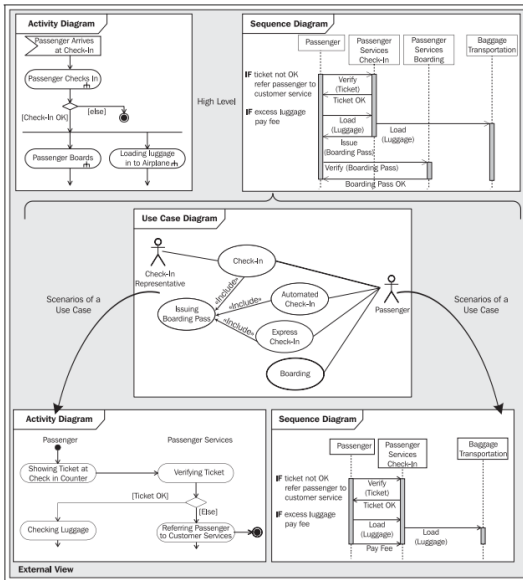 Activity Diagram
Passenger Arrives
at Check-In
Passenger Checks In
[else]
[Check-In OK]
Passenger Boards
Loading luggage
in to Airplane
High Level
Sequence Diagram
Passenger
Passenger
Services
Check-In
Passenger
Services
Boarding
Baggage
Transportation
IF ticket not OK
refer passenger to
customer service
IF excess luggage
pay fee
Verify
(Ticket)
Ticket OK
Load
(Luggage)
Load
(Luggage)
Issue
(Boarding Pass)
Verify (Boarding Pass)
Boarding Pass OK
Use Case Diagram
Check-In
Representative
Check-In
«Include»
Issuing
Boarding Pass
«Include»
Automated
Check-In
«Include»
Express
Check-In
Boarding
Passenger
Scenarios of a
Use Case
Scenarios of a
Use Case
Activity Diagram
Passenger
Passenger Services
Showing Ticket at
Check in Counter
Verifying Ticket
[Ticket OK]
[Else]
Checking Luggage
Referring Passenger
to Customer Services
Sequence Diagram
Passenger
Passenger
Services
Check-In
Baggage
Transportation
IF ticket not OK
refer passenger to
customer service
IF excess luggage
pay fee
Verify
(Ticket)
Ticket OK
Load
(Luggage)
Load
(Luggage)
Pay Fee
External View